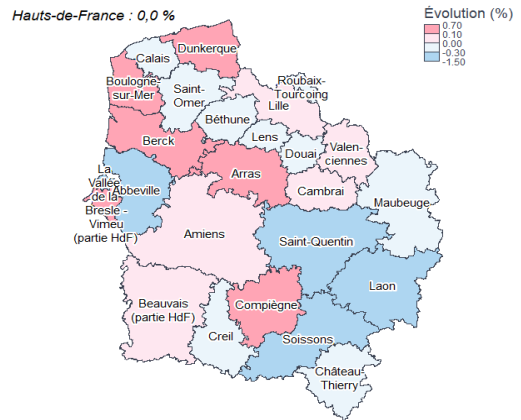 Hauts-de-France : 0,0 %
Évolution (%)
0.70
0.10
0.00
-0.30
-1.50
Dunkerque
Calais
Boulogne-
sur-Mer
Saint-
Omer
Roubaix-
Tourcoing
Lille
Béthune
Lens
Berck
Douai
Valen-
ciennes
Arras
Cambrai
La
Vallée
de la
Bresle -
Vimeu
(partie HdF)
Abbeville
Maubeuge
Amiens
Saint-Quentin
Laon
Beauvais
(partie HdF)
Compiègne
Creil
Soissons
Château-
Thierry